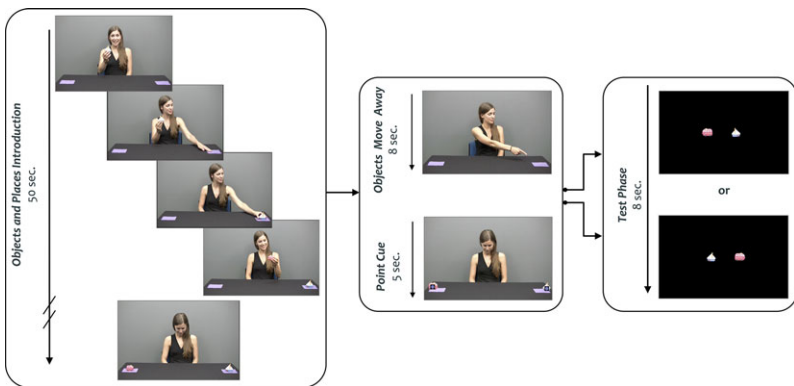 Objects and Places Introduction
50 sec.
Objects Move Away
8 sec.
Point Cue
5 sec.
Test Phase
8 sec.
or